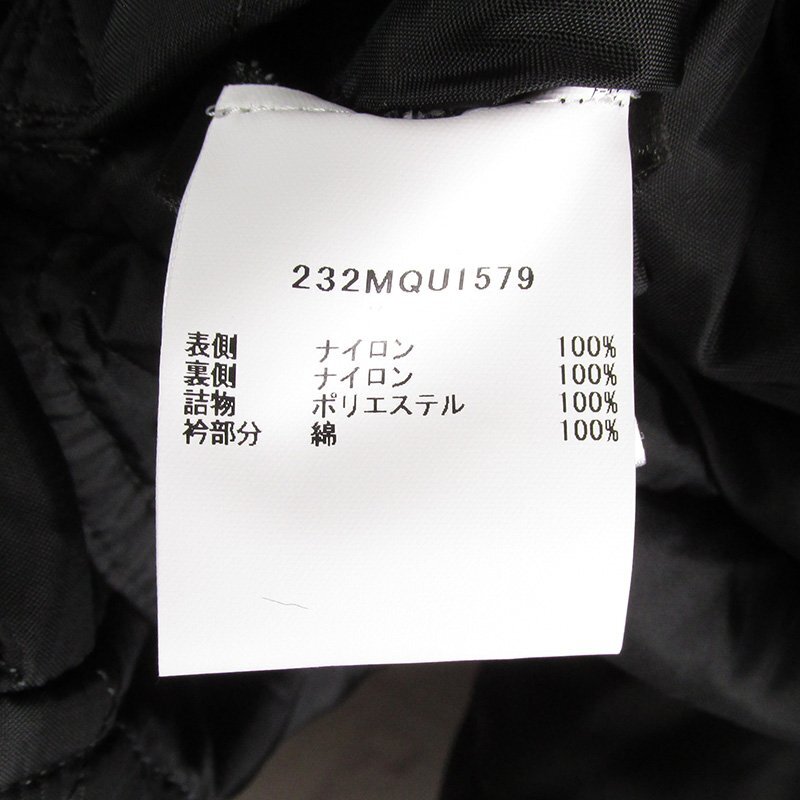 232MQU1579
表側 ナイロン 100%
裏側 ナイロン 100%
詰物 ポリエステル 100%
衿部分 綿 100%